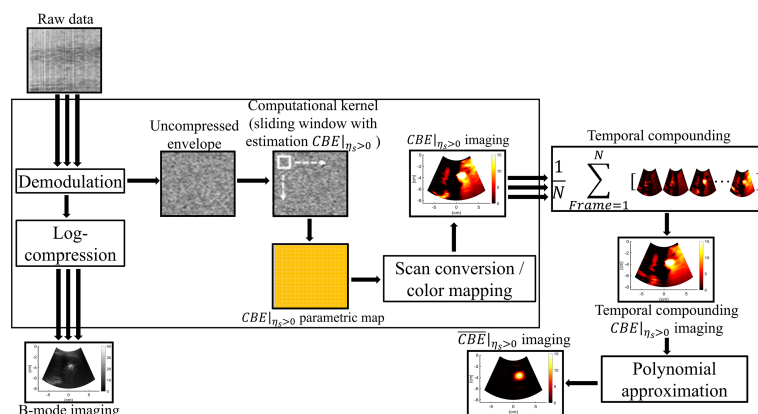 Raw data
Demodulation
Log-
compression
B-mode imaging
Uncompressed
envelope
Computational kernel
(sliding window with
estimation CBE|ηs>0 )
CBE|ηs>0 parametric map
Scan conversion /
color mapping
CBE|ηs>0 imaging
(cm)
Temporal compounding
1/N ∑ N Frame=1 [ ··· ]
Temporal compounding
CBE|ηs>0 imaging
Polynomial
approximation
C̅B̅E̅|ηs>0 imaging